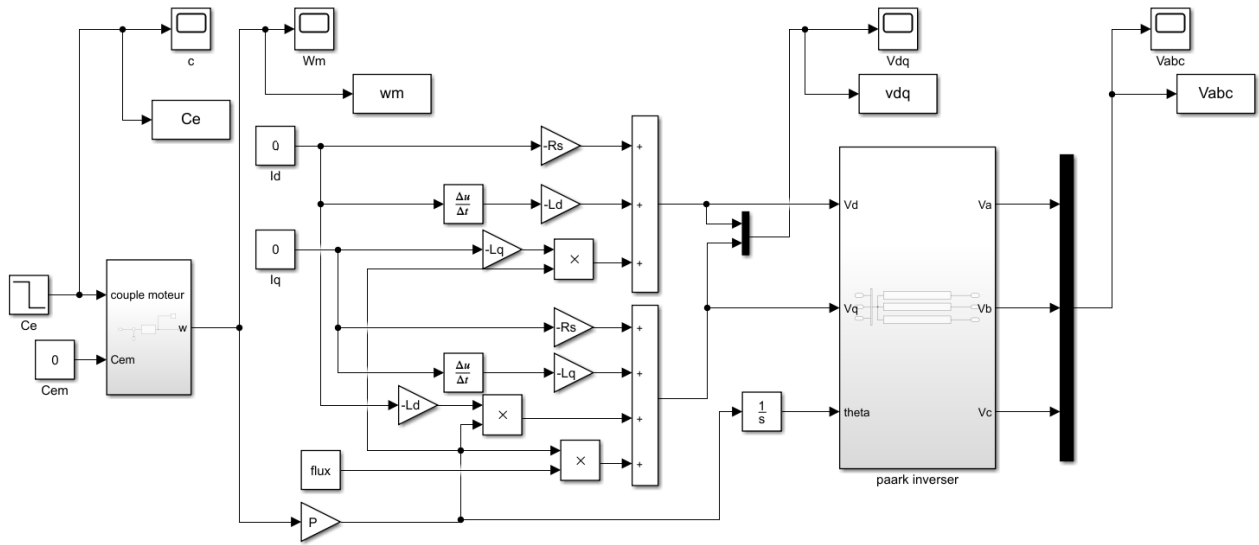 c
Wm
Vdq
Vabc
Ce
wm
vdq
Vabc
0
Id
-Rs
Δu
Δt
-Ld
0
Iq
-Lq
×
Ce
couple moteur
w
Cem
0
Cem
-Rs
Δu
Δt
-Lq
-Ld
×
flux
×
P
1
s
Vd
Vq
theta
Va
Vb
Vc
paark inverser
+
+
+
+
+
+
+